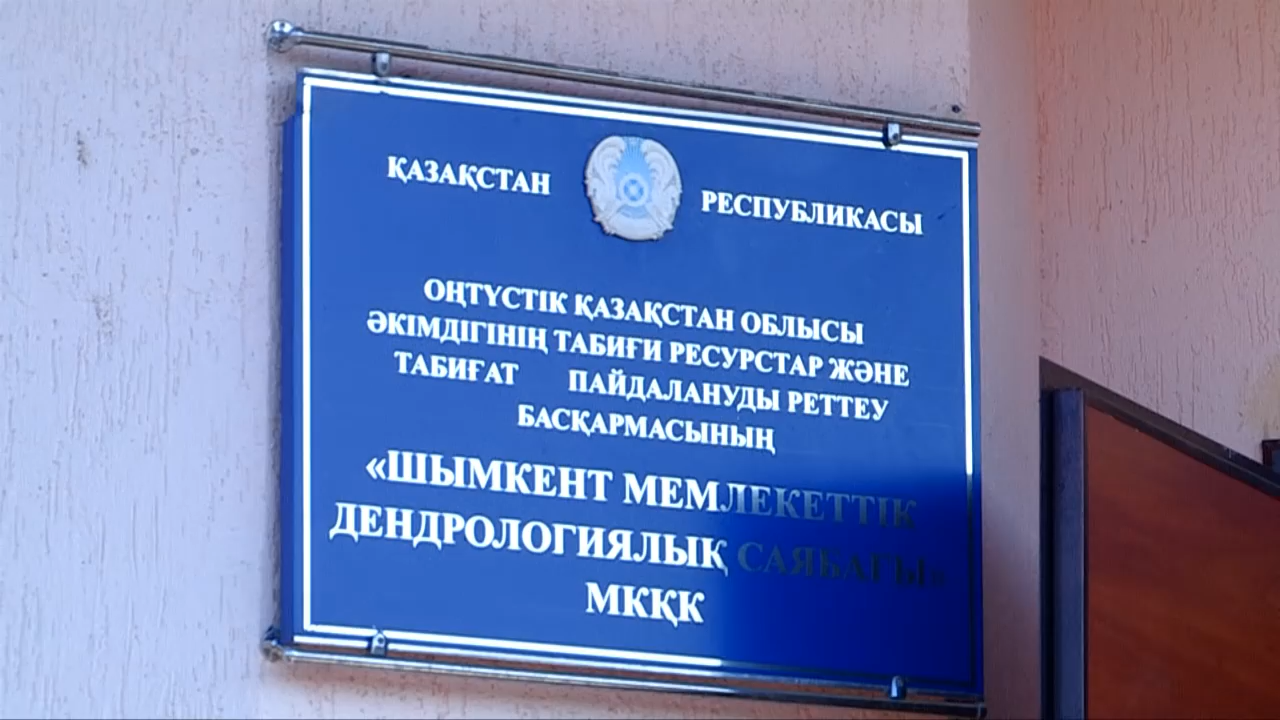 ҚАЗАҚСТАН РЕСПУБЛИКАСЫ
ОҢТҮСТІК ҚАЗАҚСТАН ОБЛЫСЫ
ӘКІМДІГІНІҢ ТАБИҒИ РЕСУРСТАР ЖӘНЕ
ТАБИҒАТ ПАЙДАЛАНУДЫ РЕТТЕУ
БАСҚАРМАСЫНЫҢ
«ШЫМКЕНТ МЕМЛЕКЕТТІК
ДЕНДРОЛОГИЯЛЫҚ САЯБАҒЫ»
МКҚК